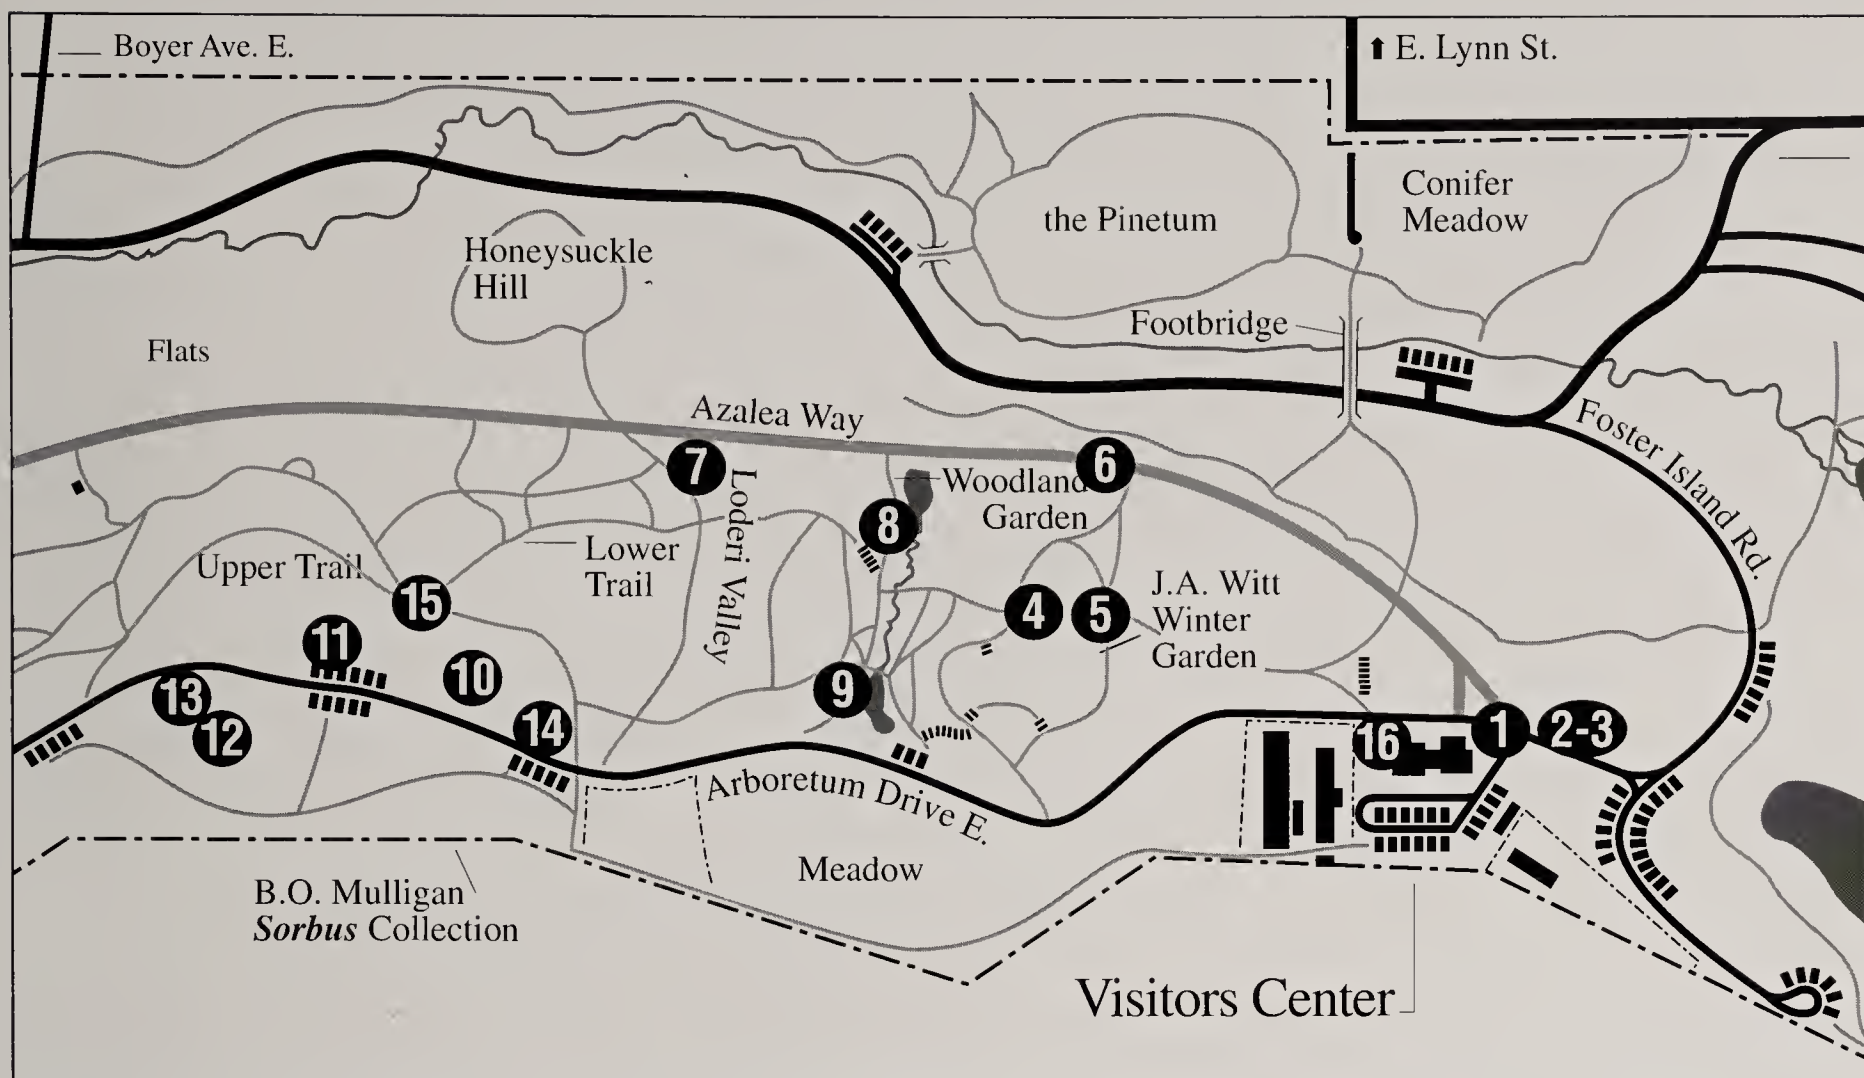 Boyer Ave. E.
E. Lynn St.
Conifer
Meadow
the Pinetum
Honeysuckle
Hill
Footbridge
Flats
Azalea Way
Foster Island Rd.
7
6
Loderi Valley
Woodland
Garden
8
Lower
Trail
Upper Trail
15
4
5
J.A. Witt
Winter
Garden
11
10
9
13
12
14
16
1
2-3
Arboretum Drive E.
Meadow
B.O. Mulligan
Sorbus Collection
Visitors Center